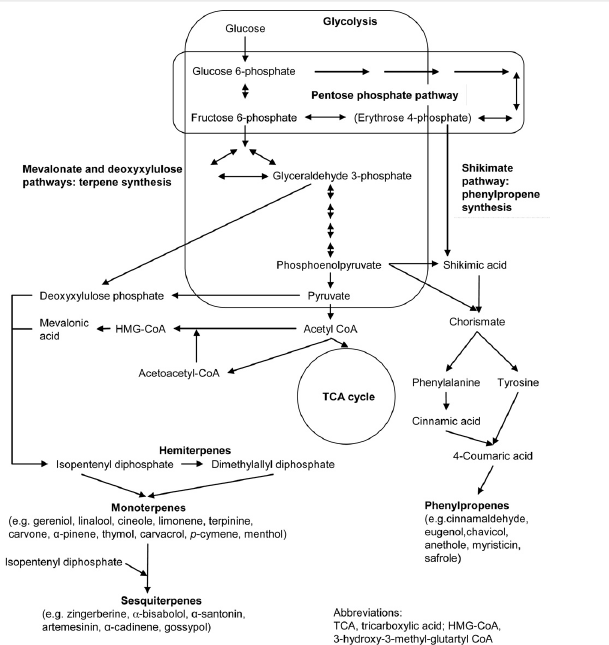 Glycolysis
Glucose
Glucose 6-phosphate
Pentose phosphate pathway
Fructose 6-phosphate
(Erythrose 4-phosphate)
Mevalonate and deoxyxylulose
pathways: terpene synthesis
Glyceraldehyde 3-phosphate
Shikimate
pathway:
phenylpropene
synthesis
Phosphoenolpyruvate
Shikimic acid
Deoxyxylulose phosphate
Pyruvate
Mevalonic
acid
HMG-CoA
Acetyl CoA
Chorismate
Acetoacetyl-CoA
TCA cycle
Phenylalanine
Tyrosine
Cinnamic acid
4-Coumaric acid
Hemiterpenes
Isopentenyl diphosphate
Dimethylallyl diphosphate
Monoterpenes
(e.g. gereniol, linalool, cineole, limonene, terpinine,
carvone, α-pinene, thymol, carvacrol, p-cymene, menthol)
Phenylpropenes
(e.g.cinnamaldehyde,
eugenol,chavicol,
anethole, myristicin,
safrole)
Isopentenyl diphosphate
Sesquiterpenes
(e.g. zingerberine, α-bisabolol, α-santonin,
artemesinin, α-cadinene, gossypol)
Abbreviations:
TCA, tricarboxylic acid; HMG-CoA,
3-hydroxy-3-methyl-glutartyl CoA